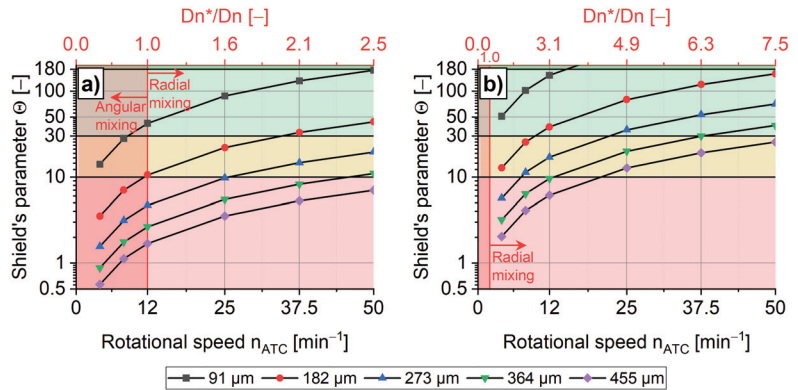 Dn*/Dn [–]
Dn*/Dn [–]
0.0 1.0 1.6 2.1 2.5
0.0 1.0 3.1 4.9 6.3 7.5
a)
b)
Shield's parameter Θ [–]
180
100
30
10
1
0.5
Radial
mixing
Angular
mixing
Shield's parameter Θ [–]
180
100
30
10
1
0.5
Radial
mixing
0 12 25 37.5 50
0 12 25 37.5 50
Rotational speed nATC [min⁻¹]
Rotational speed nATC [min⁻¹]
91 µm 182 µm 273 µm 364 µm 455 µm